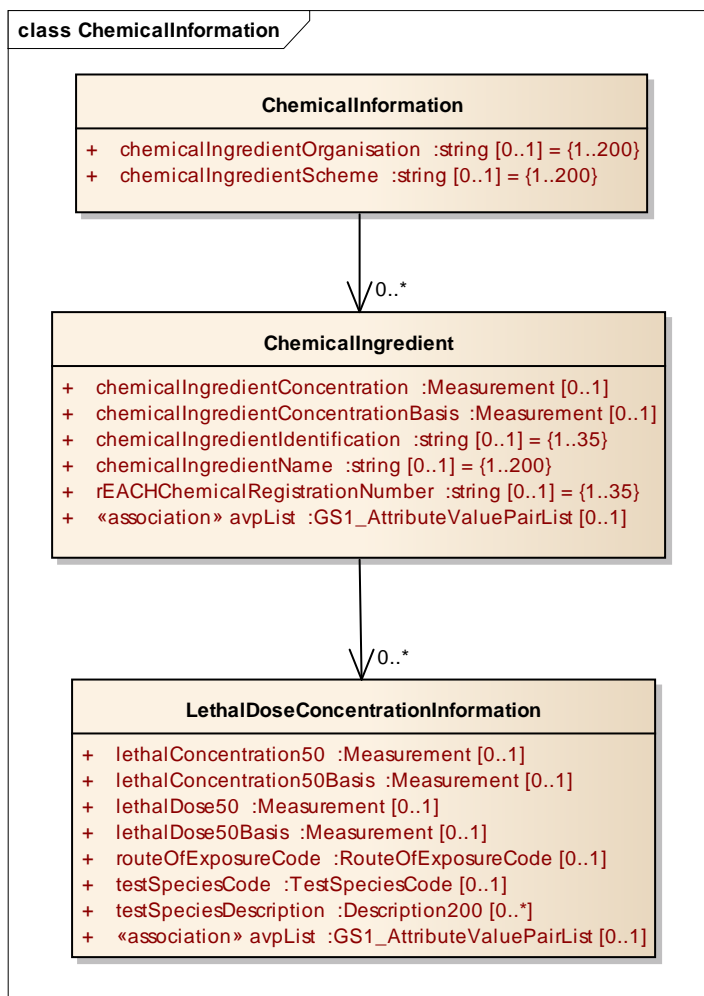 class ChemicalInformation
ChemicalInformation
+ chemicalIngredientOrganisation :string [0..1] = {1..200}
+ chemicalIngredientScheme :string [0..1] = {1..200}
0..*
ChemicalIngredient
+ chemicalIngredientConcentration :Measurement [0..1]
+ chemicalIngredientConcentrationBasis :Measurement [0..1]
+ chemicalIngredientIdentification :string [0..1] = {1..35}
+ chemicalIngredientName :string [0..1] = {1..200}
+ rEACHChemicalRegistrationNumber :string [0..1] = {1..35}
+ «association» avpList :GS1_AttributeValuePairList [0..1]
0..*
LethalDoseConcentrationInformation
+ lethalConcentration50 :Measurement [0..1]
+ lethalConcentration50Basis :Measurement [0..1]
+ lethalDose50 :Measurement [0..1]
+ lethalDose50Basis :Measurement [0..1]
+ routeOfExposureCode :RouteOfExposureCode [0..1]
+ testSpeciesCode :TestSpeciesCode [0..1]
+ testSpeciesDescription :Description200 [0..*]
+ «association» avpList :GS1_AttributeValuePairList [0..1]